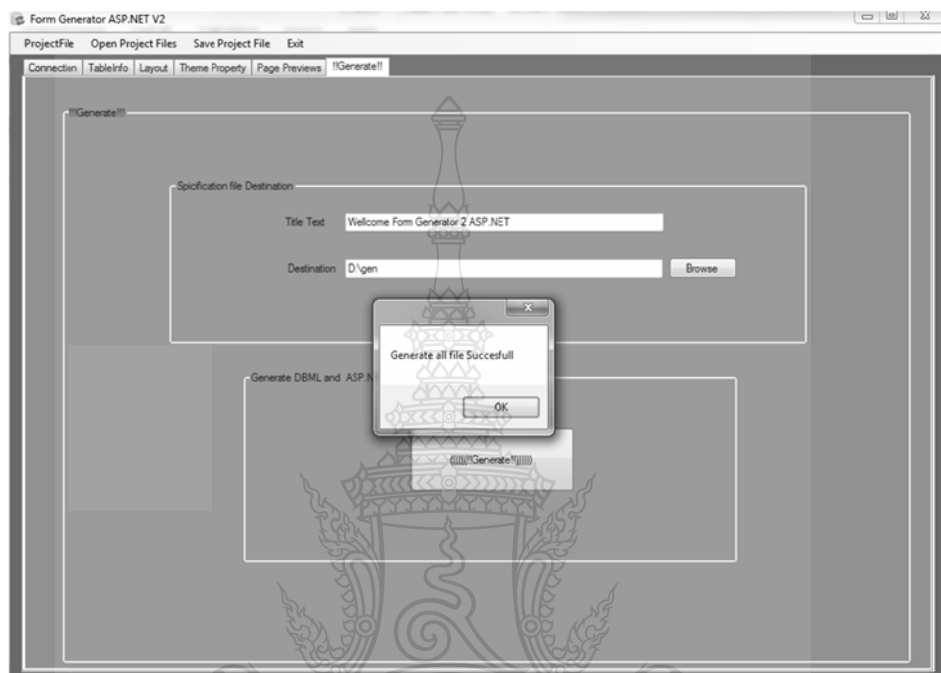 Form Generator ASP.NET V2
ProjectFile Open Project Files Save Project File Exit
Connection TableInfo Layout Theme Property Page Previews !!Generate!!
!!!Generate!!!
Spicification file Destination
Title Text Wellcome Form Generator 2 ASP.NET
Destination D:\gen Browse
Generate all file Succesfull
Generate DBML and ASP.N
OK
((((((!!Generate!!))))))